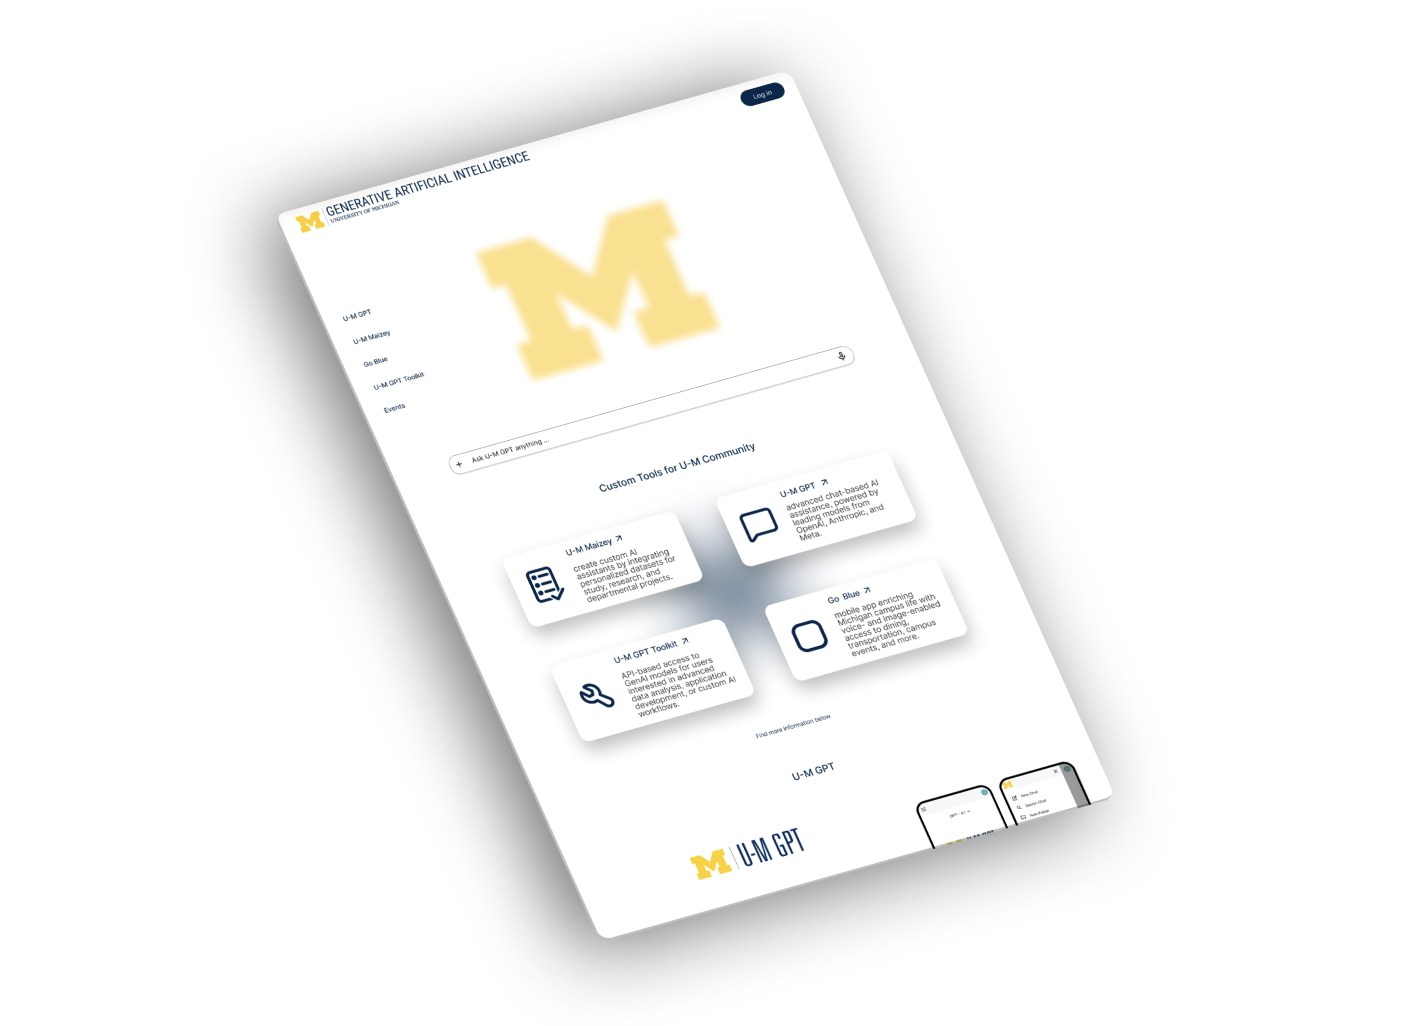 Log in
M GENERATIVE ARTIFICIAL INTELLIGENCE
UNIVERSITY OF MICHIGAN
M
U-M GPT
U-M Maizey
Go Blue
U-M GPT Toolkit
Events
+ Ask U-M GPT anything ...
Custom Tools for U-M Community
U-M Maizey
create custom AI
assistants by integrating
personalized datasets for
study, research, and
departmental projects.
U-M GPT
advanced chat-based AI
assistance, powered by
leading models from
OpenAI, Anthropic, and
Meta.
U-M GPT Toolkit
API-based access to
GenAI models for users
interested in advanced
data analysis, application
development, or custom AI
workflows.
Go Blue
mobile app enriching
Michigan campus life with
voice- and image-enabled
access to dining,
transportation, campus
events, and more.
Find more information below
U-M GPT
M U-M GPT
New Chat
Search Chat
New Folder